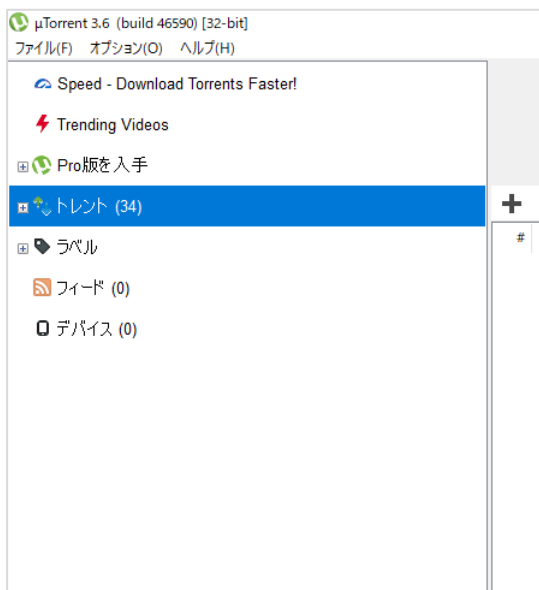 µTorrent 3.6 (build 46590) [32-bit]
ファイル(F) オプション(O) ヘルプ(H)
Speed - Download Torrents Faster!
Trending Videos
Pro版を入手
トレント (34)
ラベル
フィード (0)
デバイス (0)
#